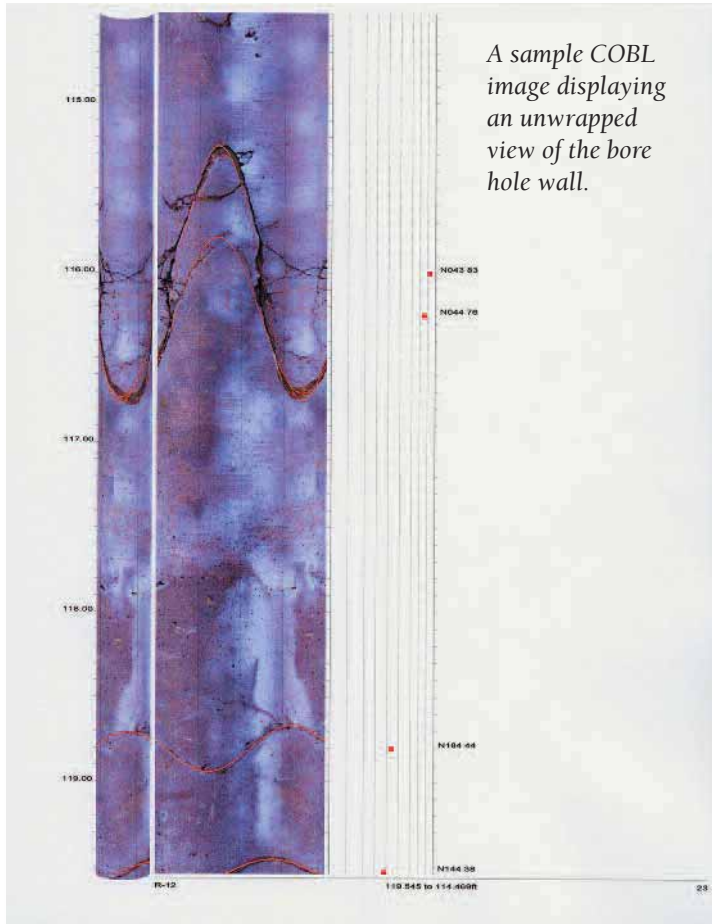 A sample COBL
image displaying
an unwrapped
view of the bore
hole wall.
115.00
116.00
N043 83
N044 76
117.00
118.00
N184 44
119.00
N144 38
R-12
119.545 to 114.409ft
23